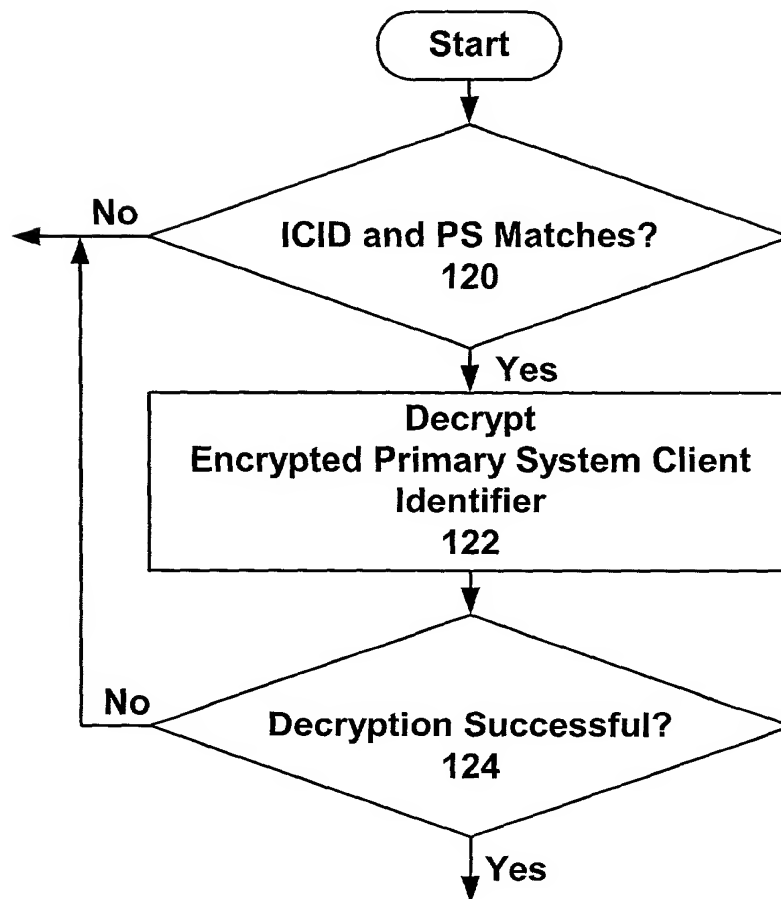 Start
No
ICID and PS Matches?
120
Yes
Decrypt
Encrypted Primary System Client
Identifier
122
No
Decryption Successful?
124
Yes